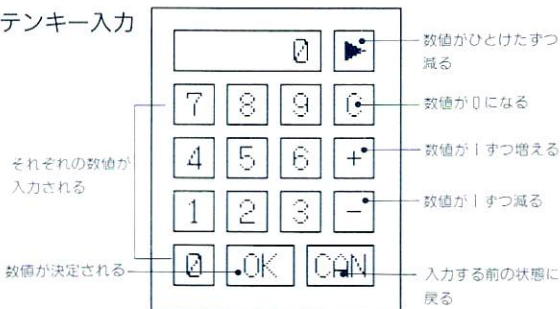 テンキー入力
0
数値がひとけたずつ
減る
7 8 9 C
数値が0になる
4 5 6 +
数値が1ずつ増える
それぞれの数値が
入力される
1 2 3 -
数値が1ずつ減る
0 OK CAN
数値が決定される
入力する前の状態に
戻る